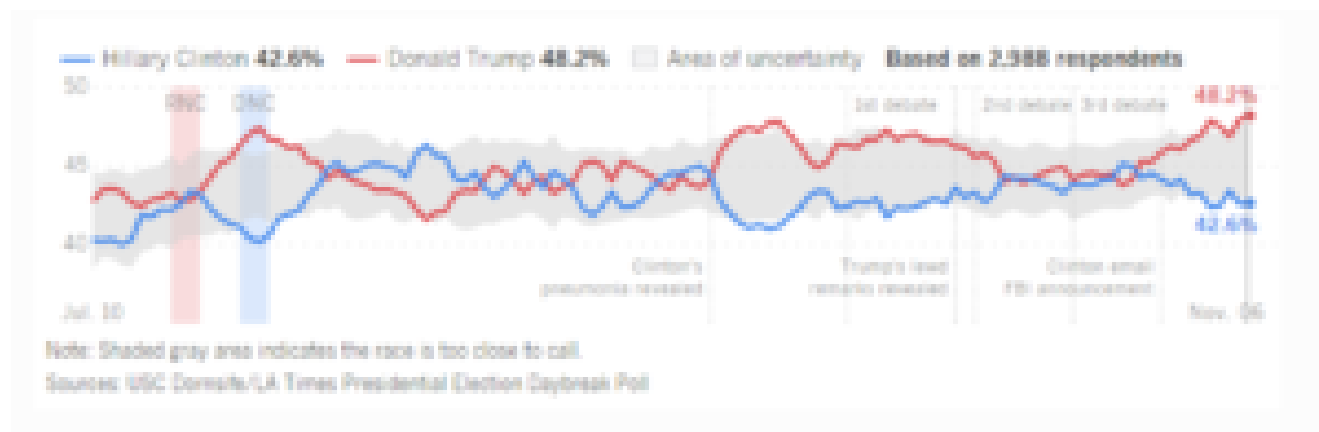 Hillary Clinton 42.6% Donald Trump 48.2% Area of uncertainty Based on 2,988 respondents
50
RNC DNC 1st debate 2nd debate 3rd debate 48.2%
45
40 42.6%
Clinton's Trump's lewd Clinton email
pneumonia revealed remarks revealed FBI announcement
Jul. 10 Nov. 06
Note: Shaded gray area indicates the race is too close to call.
Sources: USC Dornsife/LA Times Presidential Election Daybreak Poll